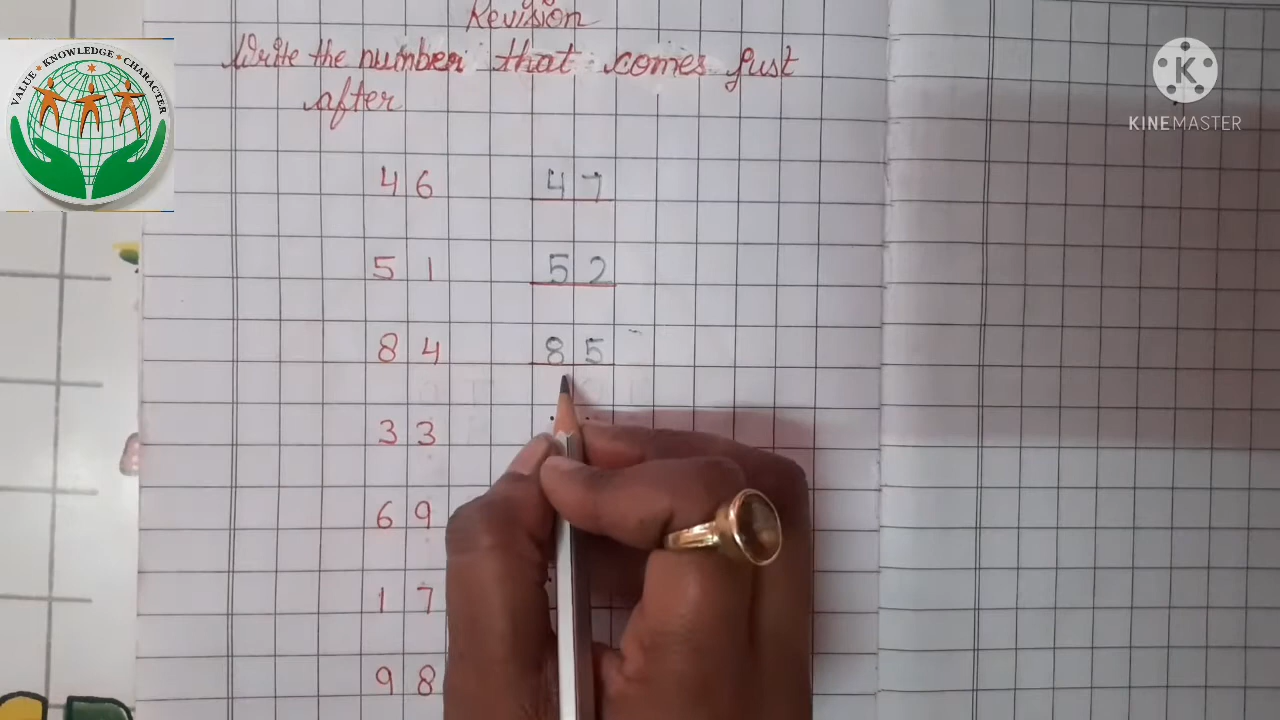 Revision
Write the number that comes just
after
46 47
51 52
84 85
33
69
17
98
VALUE ★ KNOWLEDGE ★ CHARACTER
KINEMASTER